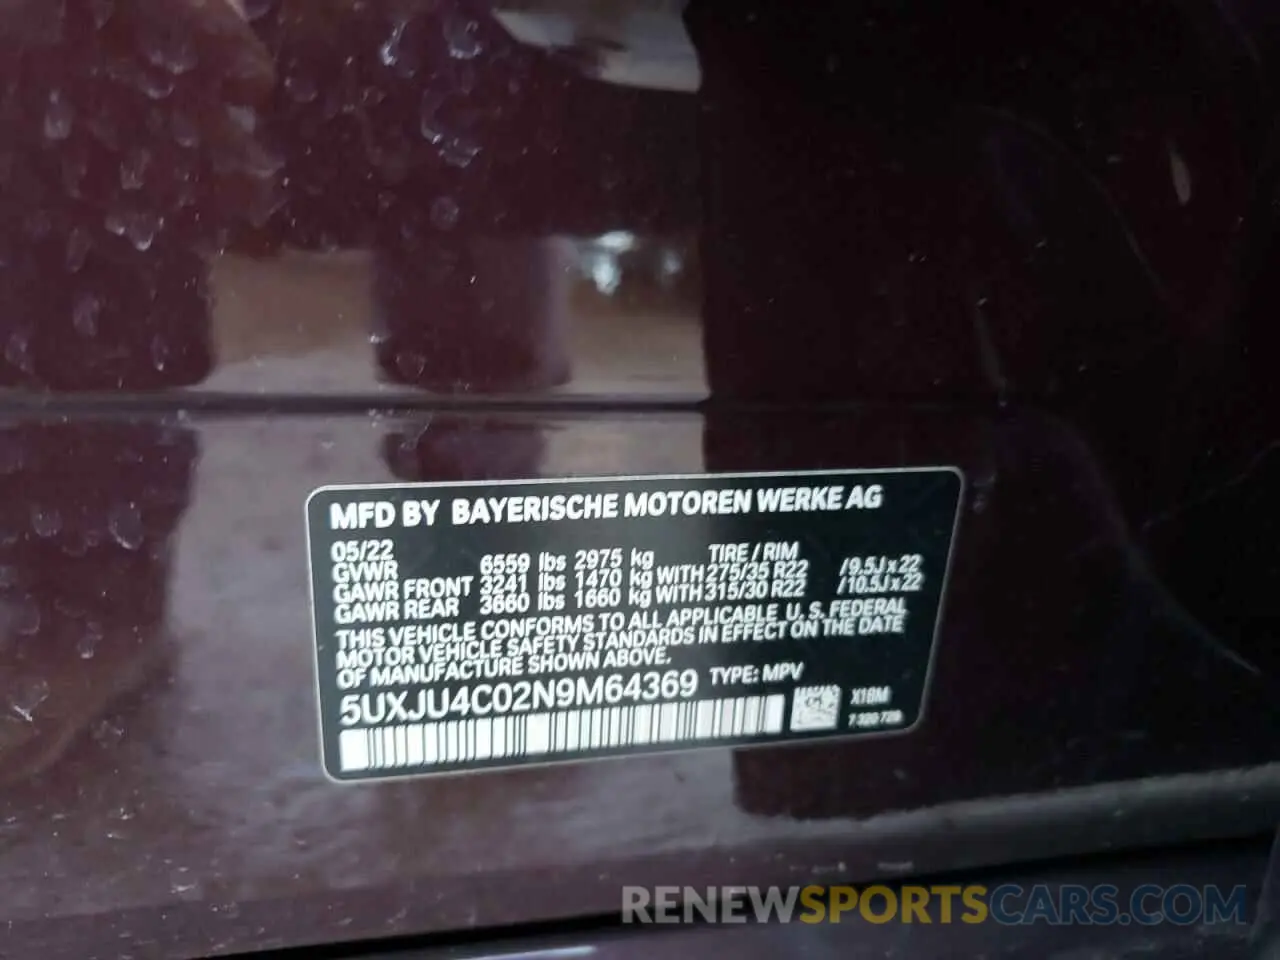 MFD BY BAYERISCHE MOTOREN WERKE AG
05/22 TIRE / RIM
GVWR 6559 lbs 2975 kg
GAWR FRONT 3241 lbs 1470 kg WITH 275/35 R22 /9.5J x 22
GAWR REAR 3660 lbs 1660 kg WITH 315/30 R22 /10.5J x 22
THIS VEHICLE CONFORMS TO ALL APPLICABLE U. S. FEDERAL
MOTOR VEHICLE SAFETY STANDARDS IN EFFECT ON THE DATE
OF MANUFACTURE SHOWN ABOVE.
5UXJU4C02N9M64369 TYPE: MPV
X1BM
RENEWSPORTSCARS.COM